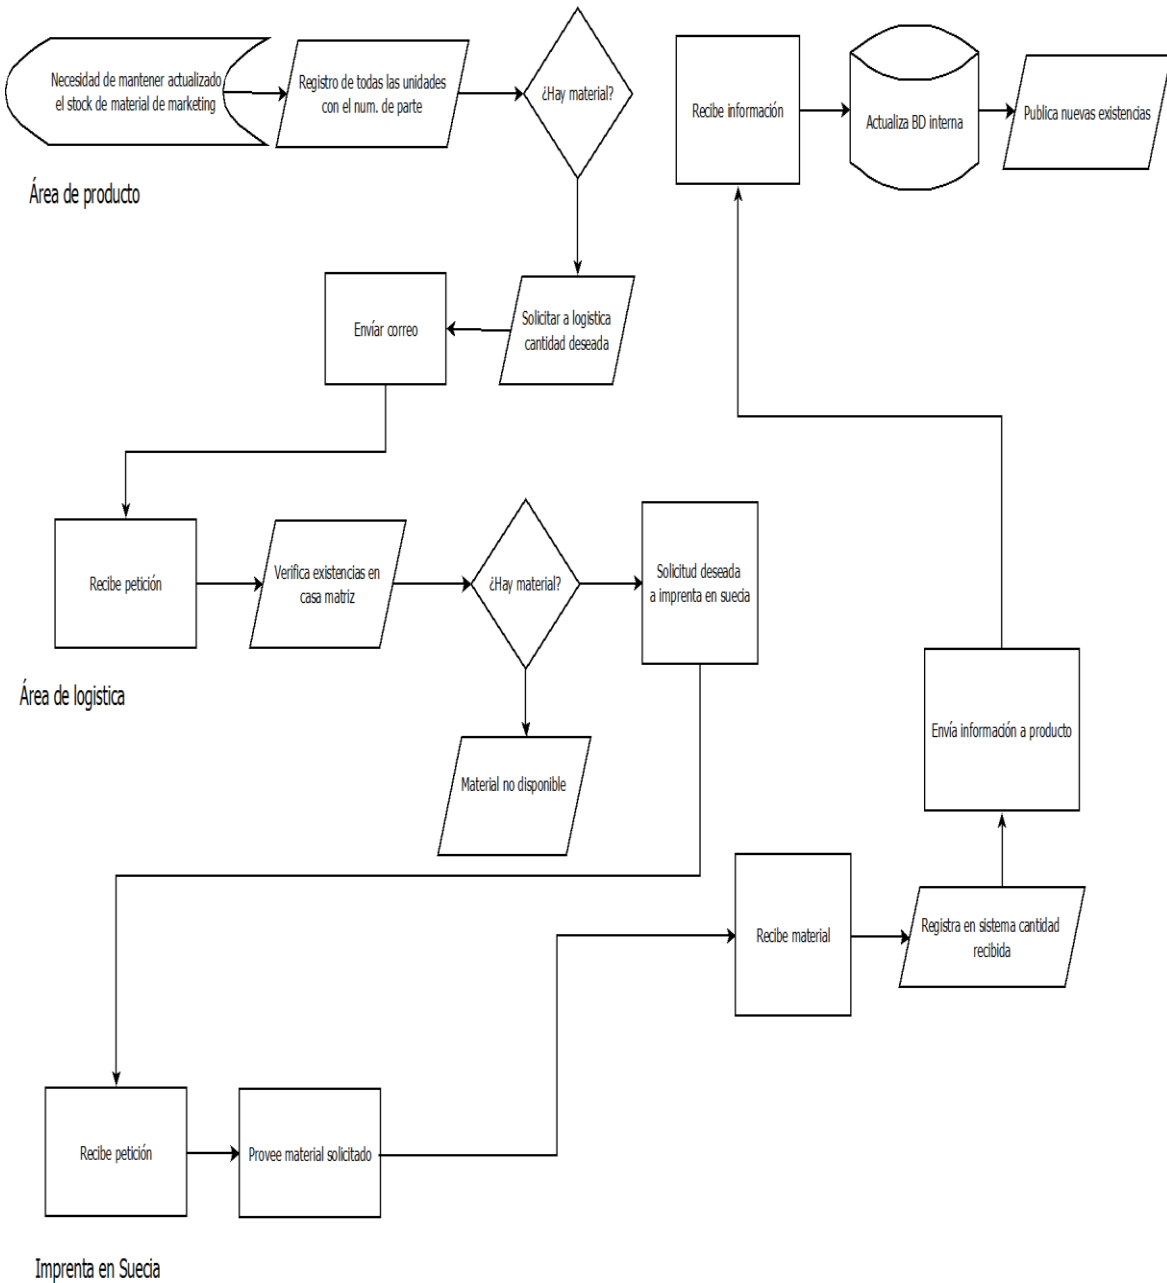 Necesidad de mantener actualizado
el stock de material de marketing
Registro de todas las unidades
con el num. de parte
¿Hay material?
Recibe información
Actualiza BD interna
Publica nuevas existencias
Área de producto
Envíar correo
Solicitar a logistica
cantidad deseada
Recibe petición
Verifica existencias en
casa matriz
¿Hay material?
Solicitud deseada
a imprenta en suecia
Área de logistica
Material no disponible
Envía información a producto
Recibe material
Registra en sistema cantidad
recibida
Recibe petición
Provee material solicitado
Imprenta en Suecia